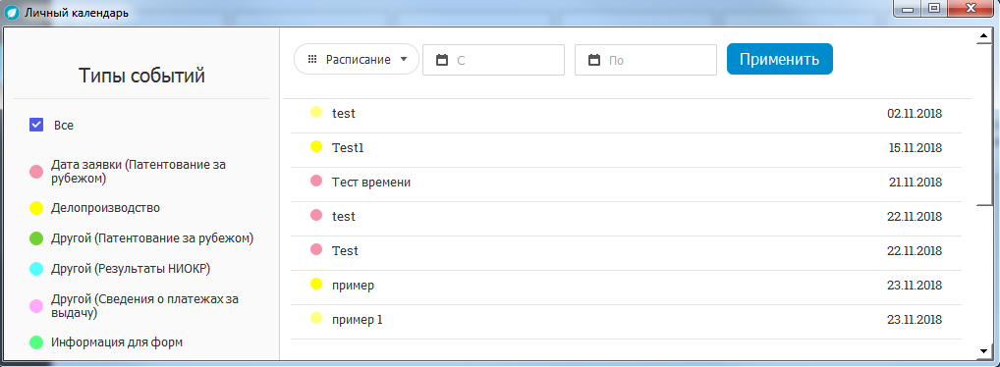 Личный календарь
Типы событий
Все
Дата заявки (Патентование за
рубежом)
Делопроизводство
Другой (Патентование за рубежом)
Другой (Результаты НИОКР)
Другой (Сведения о платежах за
выдачу)
Информация для форм
Расписание
С
По
Применить
test 02.11.2018
Test1 15.11.2018
Тест времени 21.11.2018
test 22.11.2018
Test 22.11.2018
пример 23.11.2018
пример 1 23.11.2018